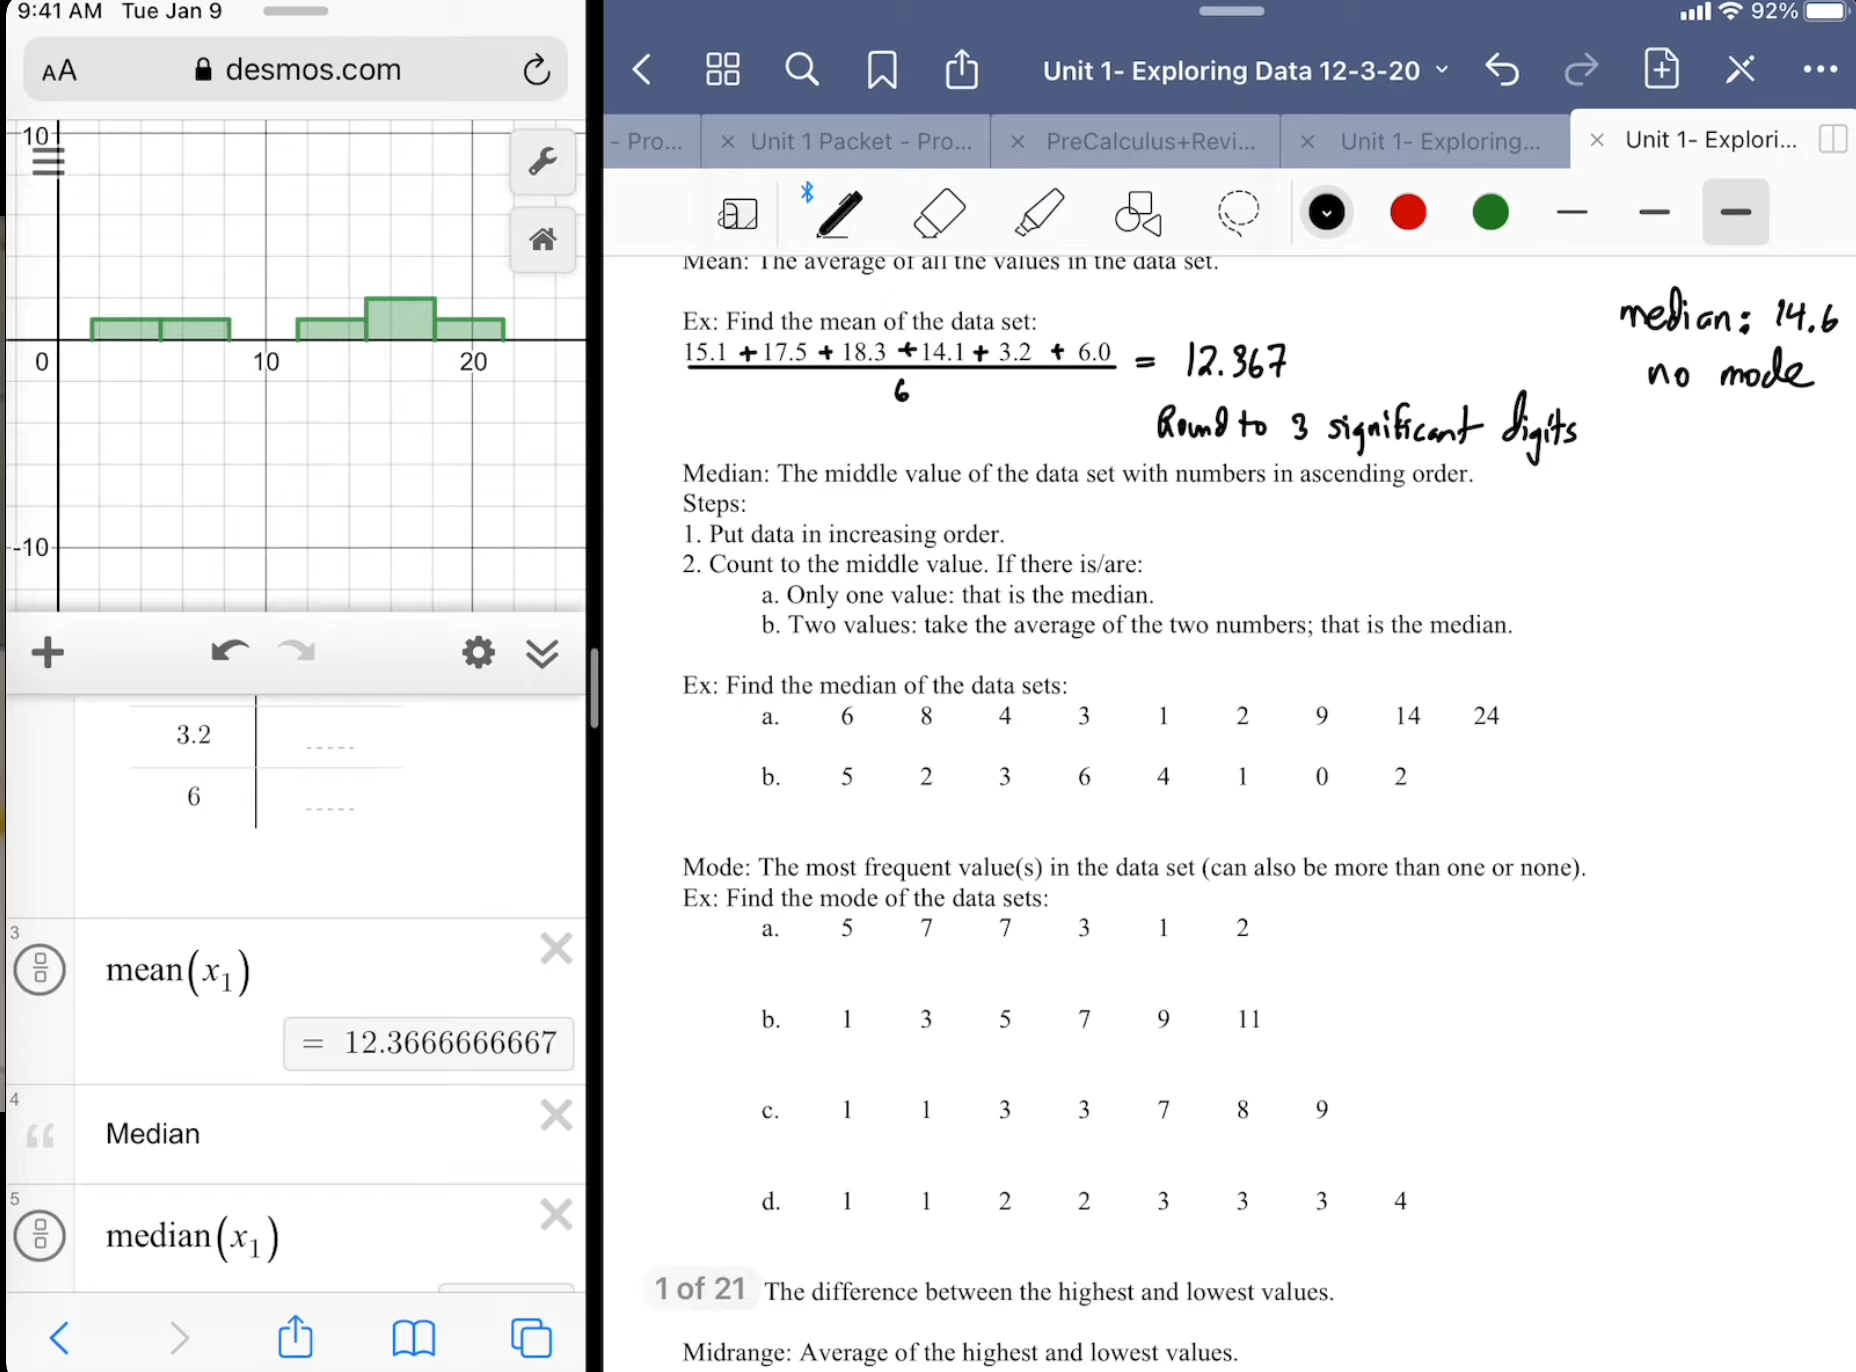 9:41 AM Tue Jan 9
92%
AA desmos.com
Unit 1- Exploring Data 12-3-20
- Pro...
× Unit 1 Packet - Pro...
× PreCalculus+Revi...
× Unit 1- Exploring...
× Unit 1- Explori...
10
0 10 20
-10
3.2
6
3
mean(x₁)
= 12.3666666667
4
Median
5
median(x₁)
Mean: The average of all the values in the data set.
Ex: Find the mean of the data set:
15.1 + 17.5 + 18.3 + 14.1 + 3.2 + 6.0 = 12.367
6
Round to 3 significant digits
median: 14.6
no mode
Median: The middle value of the data set with numbers in ascending order.
Steps:
1. Put data in increasing order.
2. Count to the middle value. If there is/are:
a. Only one value: that is the median.
b. Two values: take the average of the two numbers; that is the median.
Ex: Find the median of the data sets:
a. 6 8 4 3 1 2 9 14 24
b. 5 2 3 6 4 1 0 2
Mode: The most frequent value(s) in the data set (can also be more than one or none).
Ex: Find the mode of the data sets:
a. 5 7 7 3 1 2
b. 1 3 5 7 9 11
c. 1 1 3 3 7 8 9
d. 1 1 2 2 3 3 3 4
1 of 21 The difference between the highest and lowest values.
Midrange: Average of the highest and lowest values.